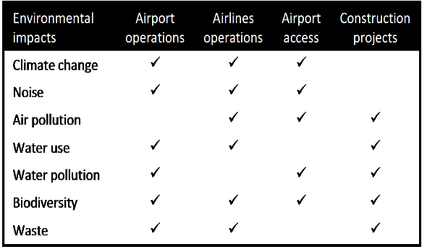 Environmental impacts Airport operations Airlines operations Airport access Construction projects
Climate change ✓ ✓ ✓
Noise ✓ ✓ ✓
Air pollution ✓ ✓ ✓
Water use ✓ ✓ ✓
Water pollution ✓ ✓ ✓
Biodiversity ✓ ✓ ✓ ✓
Waste ✓ ✓ ✓